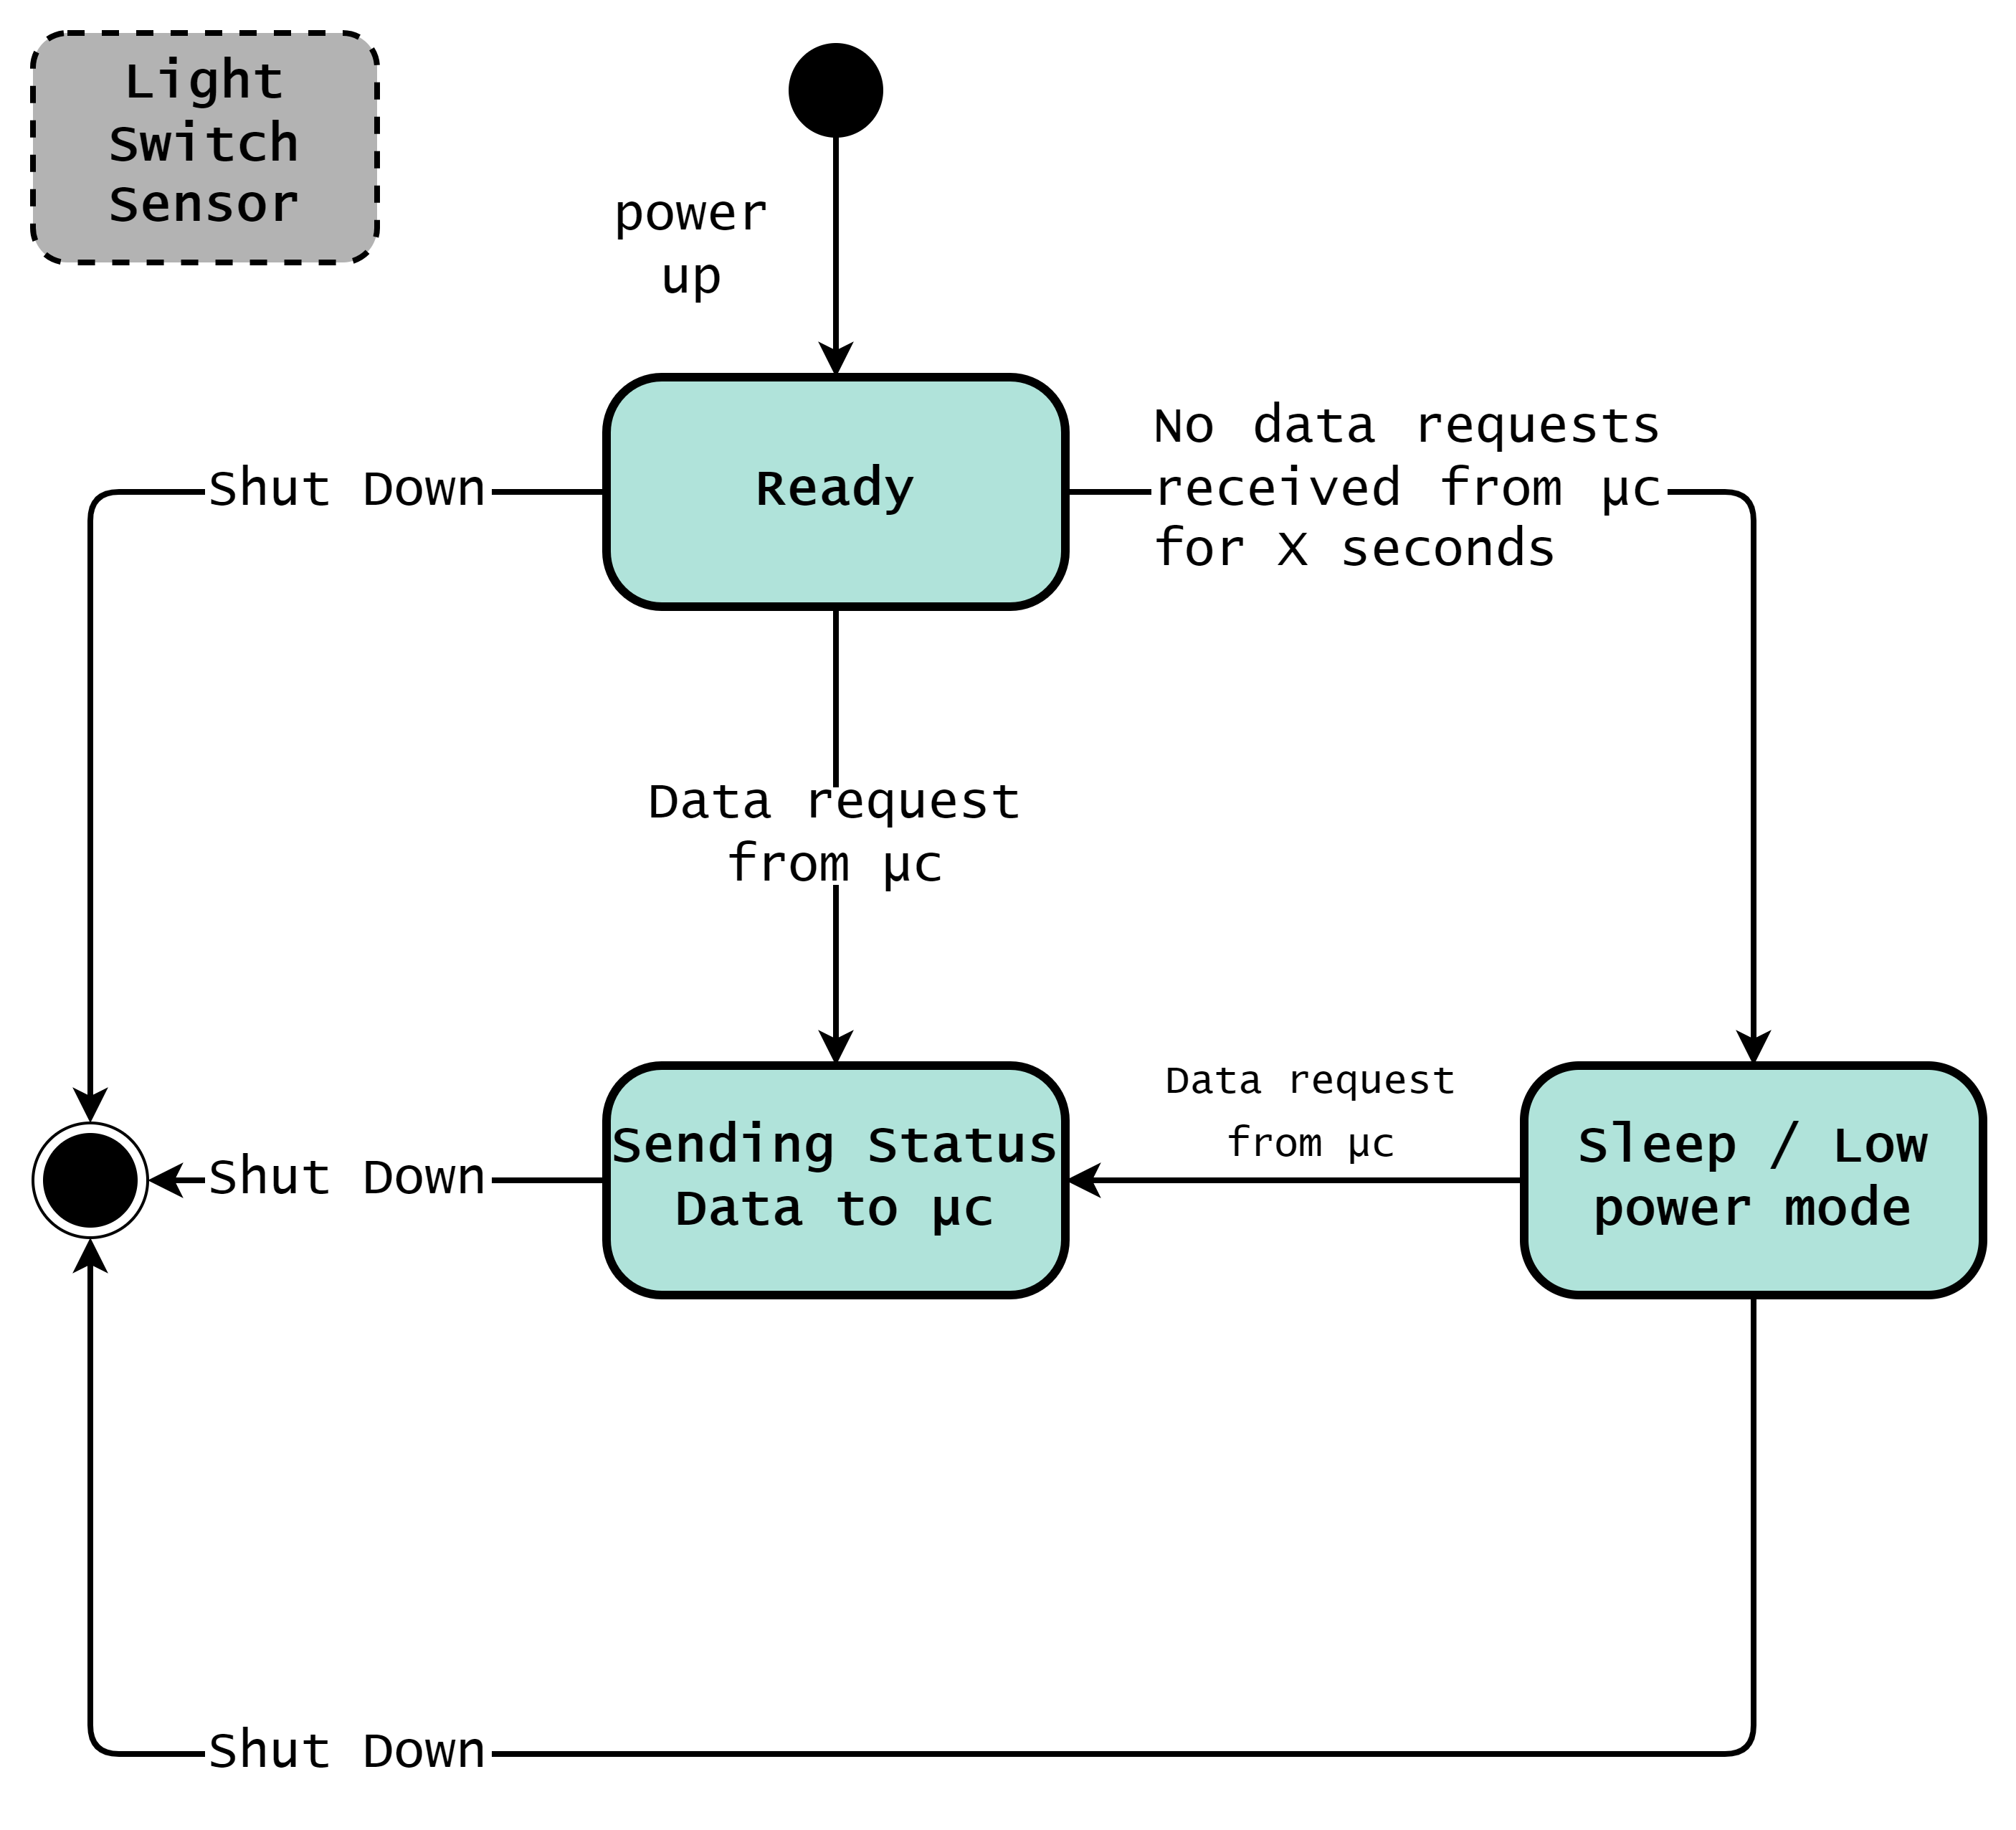 Light
Switch
Sensor
power
up
Ready
Shut Down
No data requests
received from µc
for X seconds
Data request
from µc
Sending Status
Data to µc
Data request
from µc
Sleep / Low
power mode
Shut Down
Shut Down